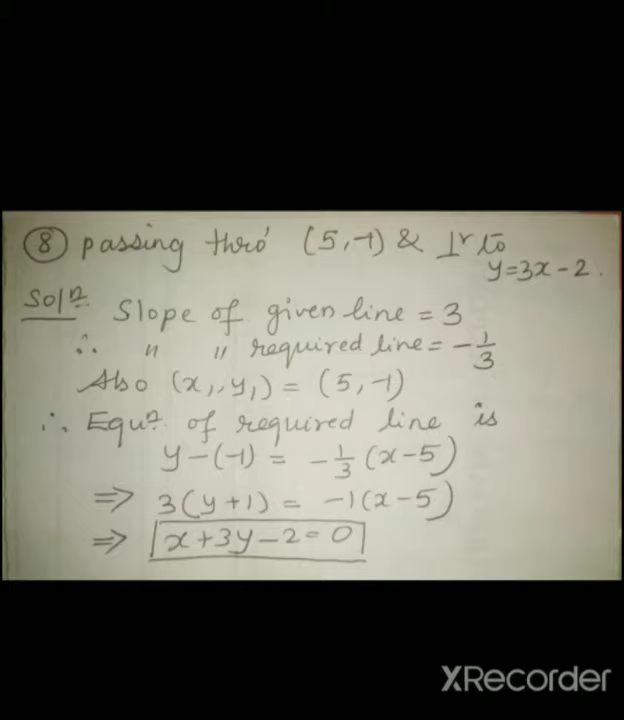 ⑧ passing thro' (5,-1) & ⊥r to
y=3x-2.
Sol?n. Slope of given line = 3
∴ " " required line = -1/3
Also (x₁,y₁) = (5,-1)
∴ Equn. of required line is
y-(-1) = -1/3 (x-5)
⇒ 3(y+1) = -1(x-5)
⇒ x+3y-2=0
XRecorder